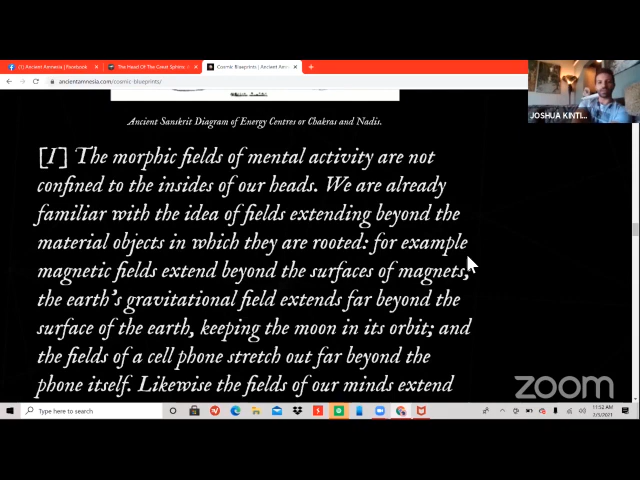 Ancient Amnesia | Facebook
The Head Of The Great Sphinx:
Cosmic Blueprints | Ancient Amn
ancientamnesia.com/cosmic-blueprints/
JOSHUA KINTI...
Ancient Sanskrit Diagram of Energy Centres or Chakras and Nadis.
[I] The morphic fields of mental activity are not
confined to the insides of our heads. We are already
familiar with the idea of fields extending beyond the
material objects in which they are rooted: for example
magnetic fields extend beyond the surfaces of magnets,
the earth's gravitational field extends far beyond the
surface of the earth, keeping the moon in its orbit; and
the fields of a cell phone stretch out far beyond the
phone itself. Likewise the fields of our minds extend
zoom
Type here to search
11:52 AM
2/5/2021